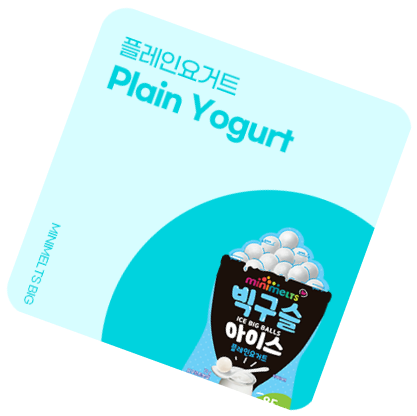 플레인요거트
Plain Yogurt
MINIMELTS BIG
minimelts
빅구슬
ICE BIG BALLS
아이스
플레인요거트